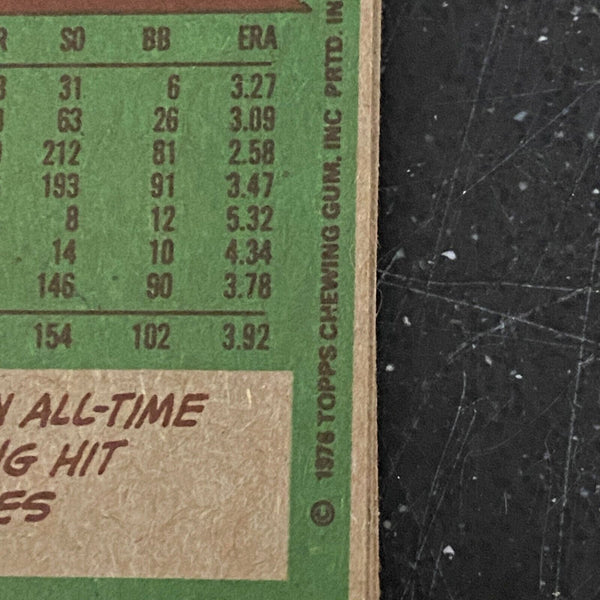 SO BB ERA
31 6 3.27
63 26 3.09
212 81 2.58
193 91 3.47
8 12 5.32
14 10 4.34
146 90 3.78
154 102 3.92
ALL-TIME
HIT
© 1976 TOPPS CHEWING GUM, INC PRTD. IN